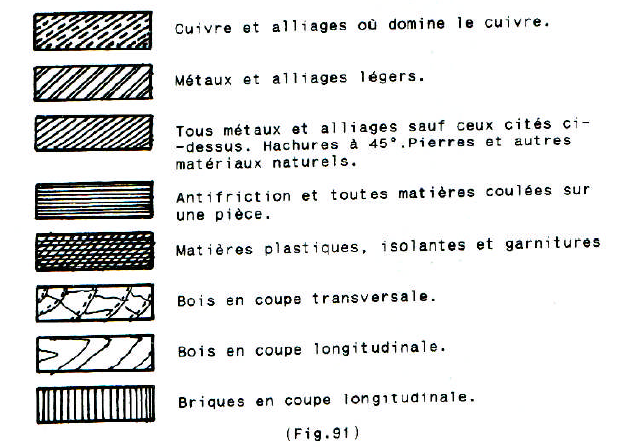 Cuivre et alliages où domine le cuivre.
Métaux et alliages légers.
Tous métaux et alliages sauf ceux cités ci-
-dessus. Hachures à 45°.Pierres et autres
matériaux naturels.
Antifriction et toutes matières coulées sur
une pièce.
Matières plastiques, isolantes et garnitures
Bois en coupe transversale.
Bois en coupe longitudinale.
Briques en coupe longitudinale.
(Fig.91)